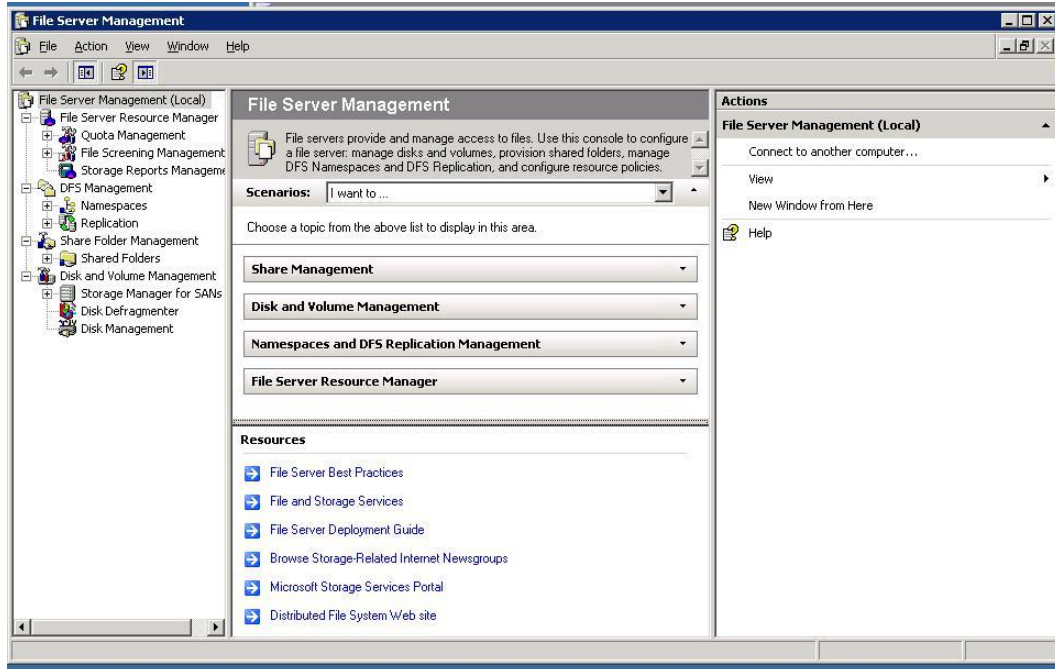 File Server Management
File Action View Window Help
File Server Management (Local)
File Server Resource Manager
Quota Management
File Screening Management
Storage Reports Manageme
DFS Management
Namespaces
Replication
Share Folder Management
Shared Folders
Disk and Volume Management
Storage Manager for SANs
Disk Defragmenter
Disk Management
File Server Management
File servers provide and manage access to files. Use this console to configure
a file server: manage disks and volumes, provision shared folders, manage
DFS Namespaces and DFS Replication, and configure resource policies.
Scenarios: I want to ...
Choose a topic from the above list to display in this area.
Share Management
Disk and Volume Management
Namespaces and DFS Replication Management
File Server Resource Manager
Resources
File Server Best Practices
File and Storage Services
File Server Deployment Guide
Browse Storage-Related Internet Newsgroups
Microsoft Storage Services Portal
Distributed File System Web site
Actions
File Server Management (Local)
Connect to another computer...
View
New Window from Here
Help